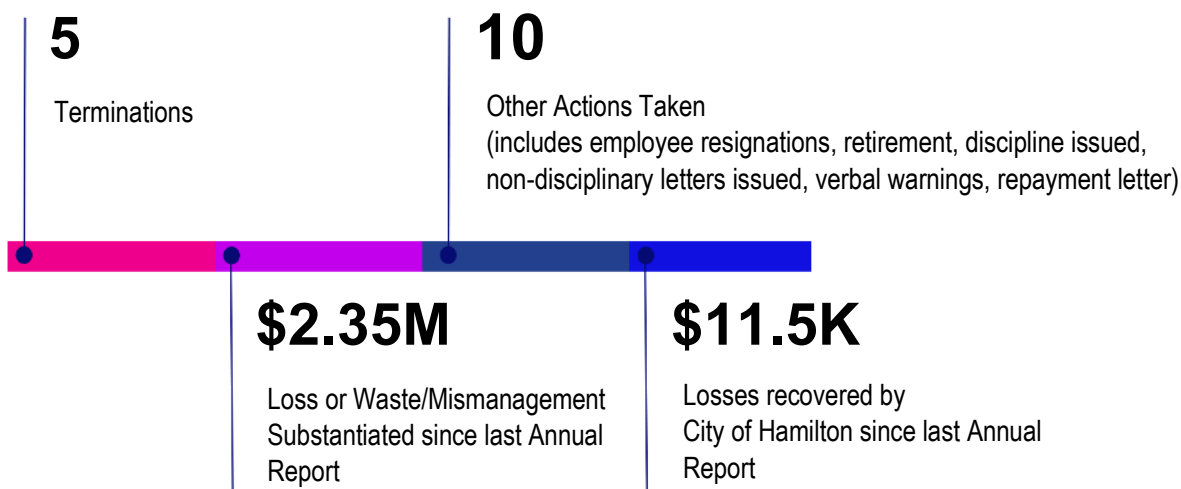 5
Terminations
10
Other Actions Taken
(includes employee resignations, retirement, discipline issued,
non-disciplinary letters issued, verbal warnings, repayment letter)
$2.35M
Loss or Waste/Mismanagement
Substantiated since last Annual
Report
$11.5K
Losses recovered by
City of Hamilton since last Annual
Report